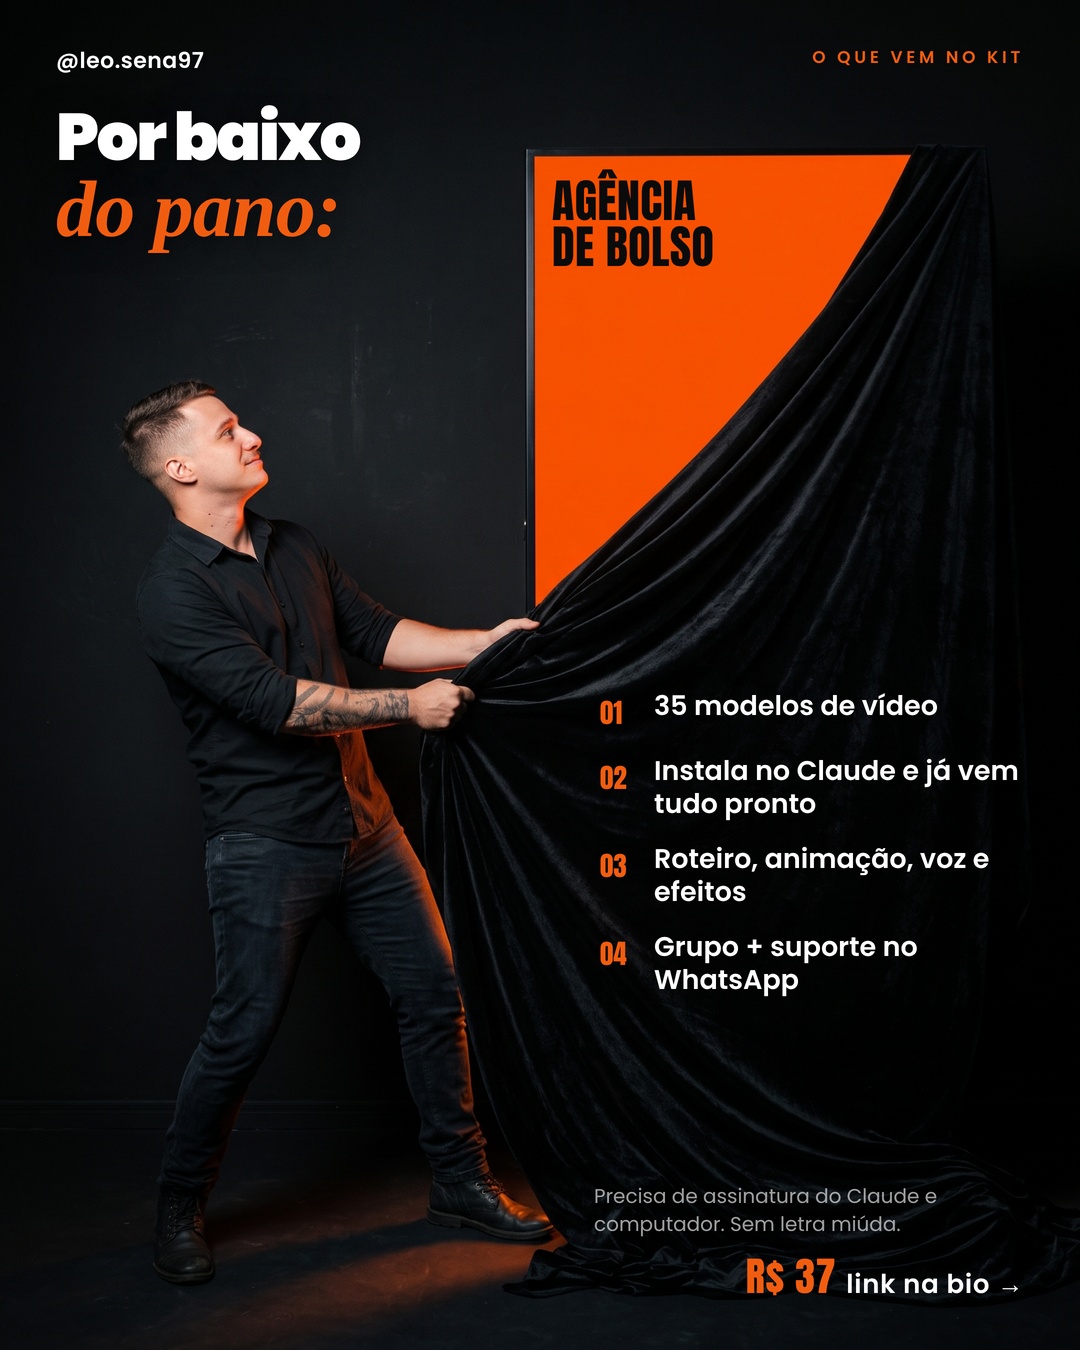 @leo.sena97
O QUE VEM NO KIT
Por baixo
do pano:
AGÊNCIA
DE BOLSO
01 35 modelos de vídeo
02 Instala no Claude e já vem
tudo pronto
03 Roteiro, animação, voz e
efeitos
04 Grupo + suporte no
WhatsApp
Precisa de assinatura do Claude e
computador. Sem letra miúda.
R$ 37 link na bio →